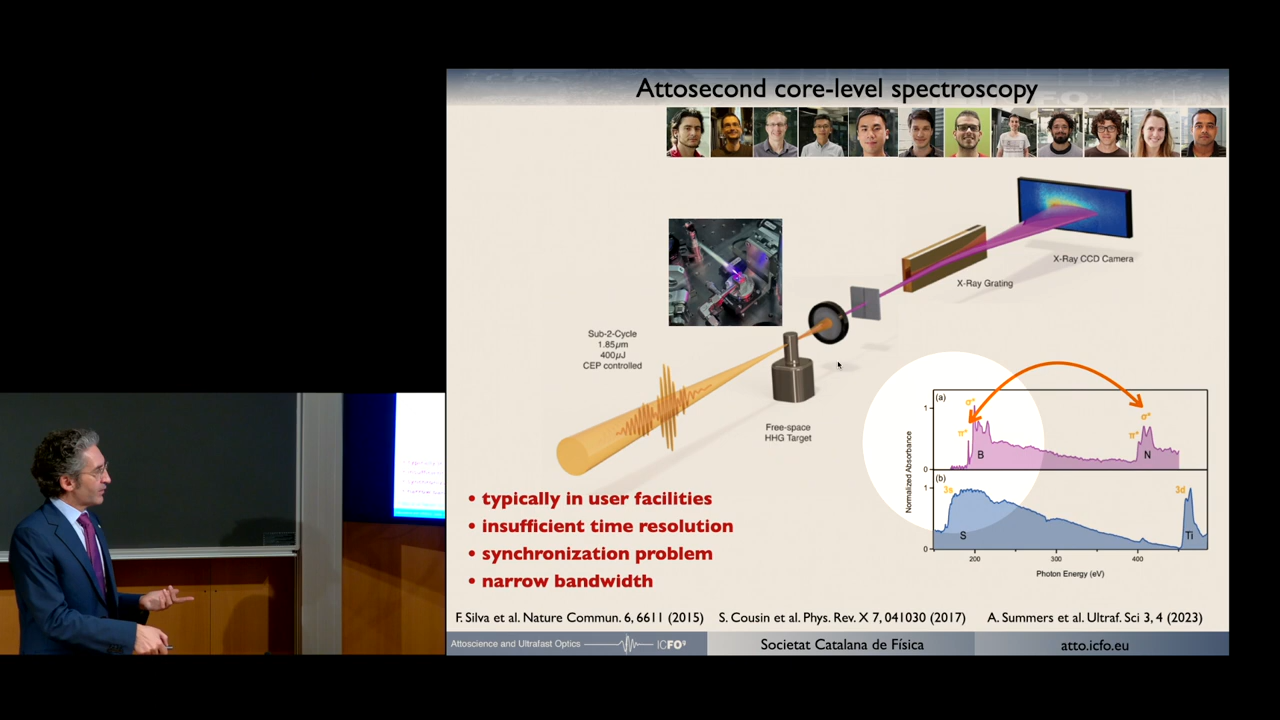 Attosecond core-level spectroscopy
X-Ray CCD Camera
X-Ray Grating
Sub-2-Cycle
1.85µm
400µJ
CEP controlled
Free-space
HHG Target
(a)
σ*
σ*
π*
π*
1
B
N
0
Normalized Absorbance
(b)
3s
3d
1
S
Ti
0
200
300
400
Photon Energy (eV)
• typically in user facilities
• insufficient time resolution
• synchronization problem
• narrow bandwidth
F. Silva et al. Nature Commun. 6, 6611 (2015)
S. Cousin et al. Phys. Rev. X 7, 041030 (2017)
A. Summers et al. Ultraf. Sci 3, 4 (2023)
Attoscience and Ultrafast Optics
ICFO
Societat Catalana de Física
atto.icfo.eu